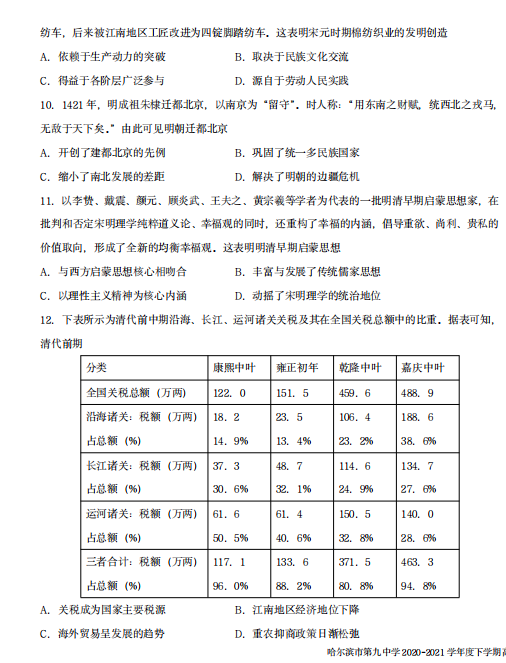 纺车，后来被江南地区工匠改进为四锭脚踏纺车。这表明宋元时期棉纺织业的发明创造
A. 依赖于生产动力的突破 B. 取决于民族文化交流
C. 得益于各阶层广泛参与 D. 源自于劳动人民实践
10. 1421年，明成祖朱棣迁都北京，以南京为“留守”。时人称：“用东南之财赋，统西北之戎马，
无敌于天下矣。”由此可见明朝迁都北京
A. 开创了建都北京的先例 B. 巩固了统一多民族国家
C. 缩小了南北发展的差距 D. 解决了明朝的边疆危机
11. 以李贽、戴震、颜元、顾炎武、王夫之、黄宗羲等学者为代表的一批明清早期启蒙思想家，在
批判和否定宋明理学纯粹道义论、幸福观的同时，还重构了幸福的内涵，倡导重欲、尚利、贵私的
价值取向，形成了全新的均衡幸福观。这表明明清早期启蒙思想
A. 与西方启蒙思想核心相吻合 B. 丰富与发展了传统儒家思想
C. 以理性主义精神为核心内涵 D. 动摇了宋明理学的统治地位
12. 下表所示为清代前中期沿海、长江、运河诸关关税及其在全国关税总额中的比重。据表可知，
清代前期
分类 康熙中叶 雍正初年 乾隆中叶 嘉庆中叶
全国关税总额（万两） 122. 0 151. 5 459. 6 488. 9
沿海诸关：税额（万两） 18. 2 23. 5 106. 4 188. 6
占总额（%） 14. 9% 13. 4% 23. 2% 38. 6%
长江诸关：税额（万两） 37. 3 48. 7 114. 6 134. 7
占总额（%） 30. 6% 32. 1% 24. 9% 27. 6%
运河诸关：税额（万两） 61. 6 61. 4 150. 5 140. 0
占总额（%） 50. 5% 40. 6% 32. 8% 28. 6%
三者合计：税额（万两） 117. 1 133. 6 371. 5 463. 3
占总额（%） 96. 0% 88. 2% 80. 8% 94. 8%
A. 关税成为国家主要税源 B. 江南地区经济地位下降
C. 海外贸易呈发展的趋势 D. 重农抑商政策日渐松弛
哈尔滨市第九中学 2020-2021 学年度下学期